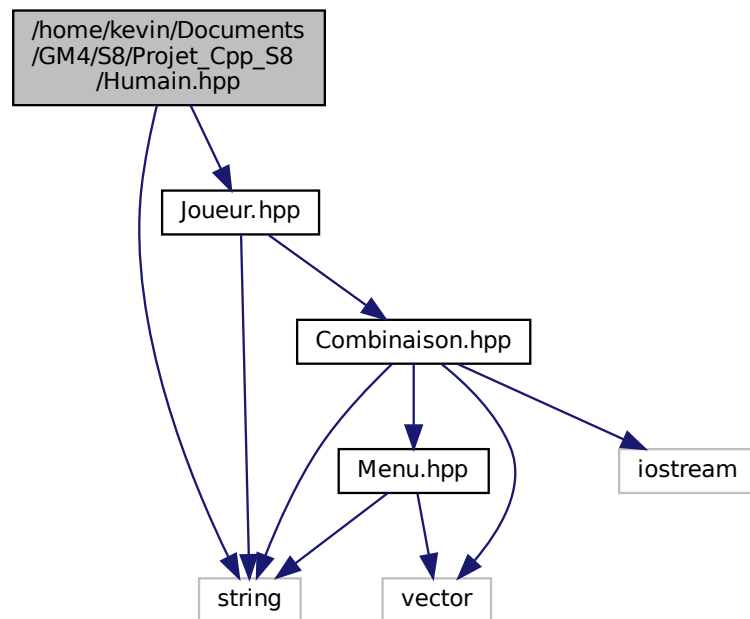 /home/kevin/Documents
/GM4/S8/Projet_Cpp_S8
/Humain.hpp
Joueur.hpp
Combinaison.hpp
Menu.hpp
iostream
string
vector